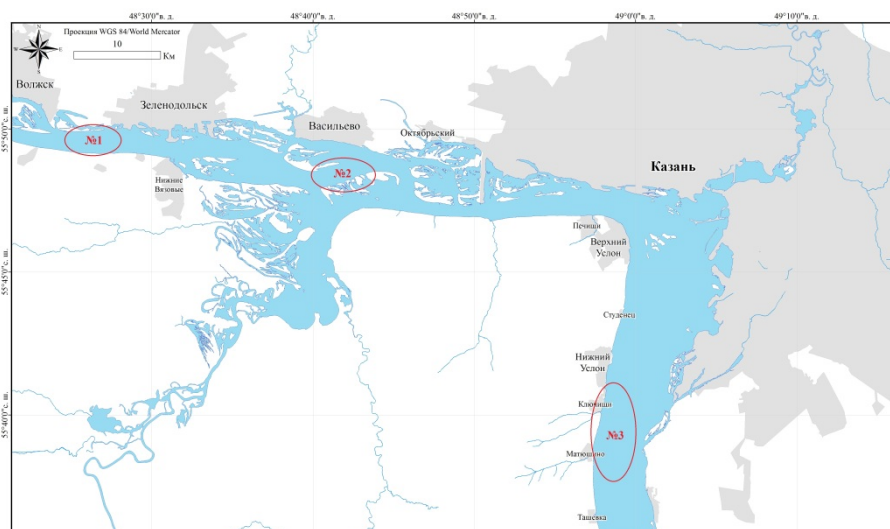 48°30'0"в. д.
48°40'0"в. д.
48°50'0"в. д.
49°0'0"в. д.
49°10'0"в. д.
N
W
E
S
Проекция WGS 84/World Mercator
10
Км
Волжск
Зеленодольск
Васильево
Октябрьский
55°50'0"с. ш.
№1
№2
Казань
Нижние
Вязовые
Печищи
Верхний
Услон
55°45'0"с. ш.
Студенец
Нижний
Услон
Ключищи
55°40'0"с. ш.
№3
Матюшино
Ташевка